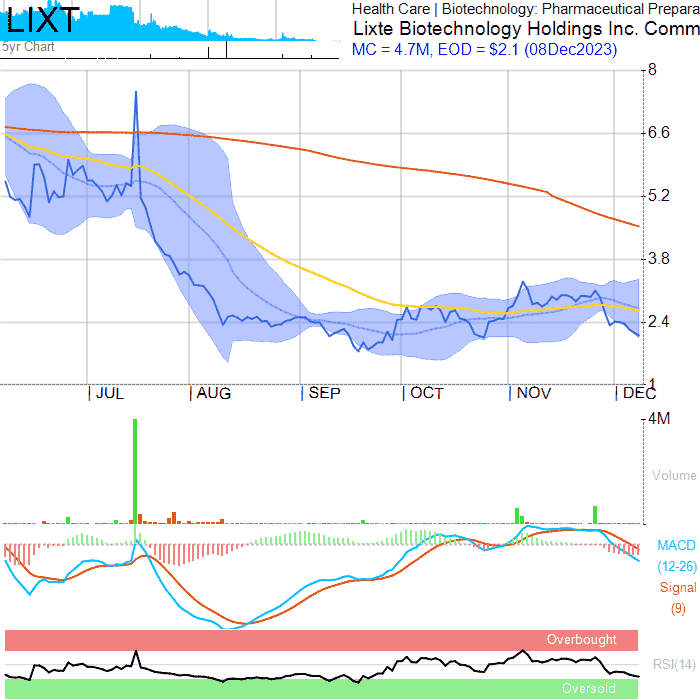 LIXT
5yr Chart
Health Care | Biotechnology: Pharmaceutical Prepara
Lixte Biotechnology Holdings Inc. Comm
MC = 4.7M, EOD = $2.1 (08Dec2023)
8
6.6
5.2
3.8
2.4
1
JUL AUG SEP OCT NOV DEC
4M
Volume
MACD
(12-26)
Signal
(9)
Overbought
RSI(14)
Oversold